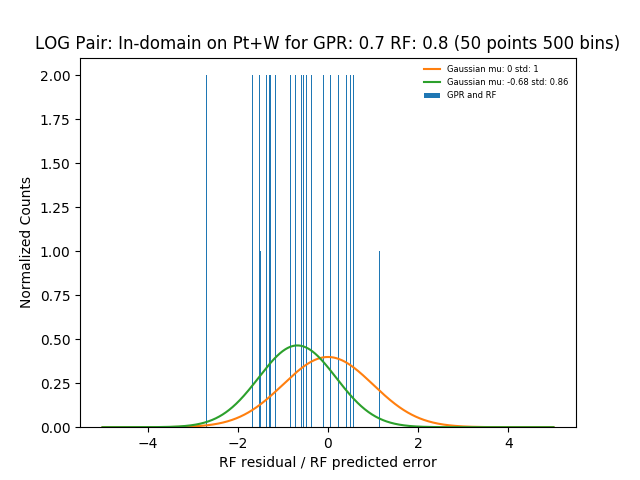 LOG Pair: In-domain on Pt+W for GPR: 0.7 RF: 0.8 (50 points 500 bins)
Gaussian mu: 0 std: 1
Gaussian mu: -0.68 std: 0.86
GPR and RF
Normalized Counts
2.00
1.75
1.50
1.25
1.00
0.75
0.50
0.25
0.00
−4
−2
0
2
4
RF residual / RF predicted error